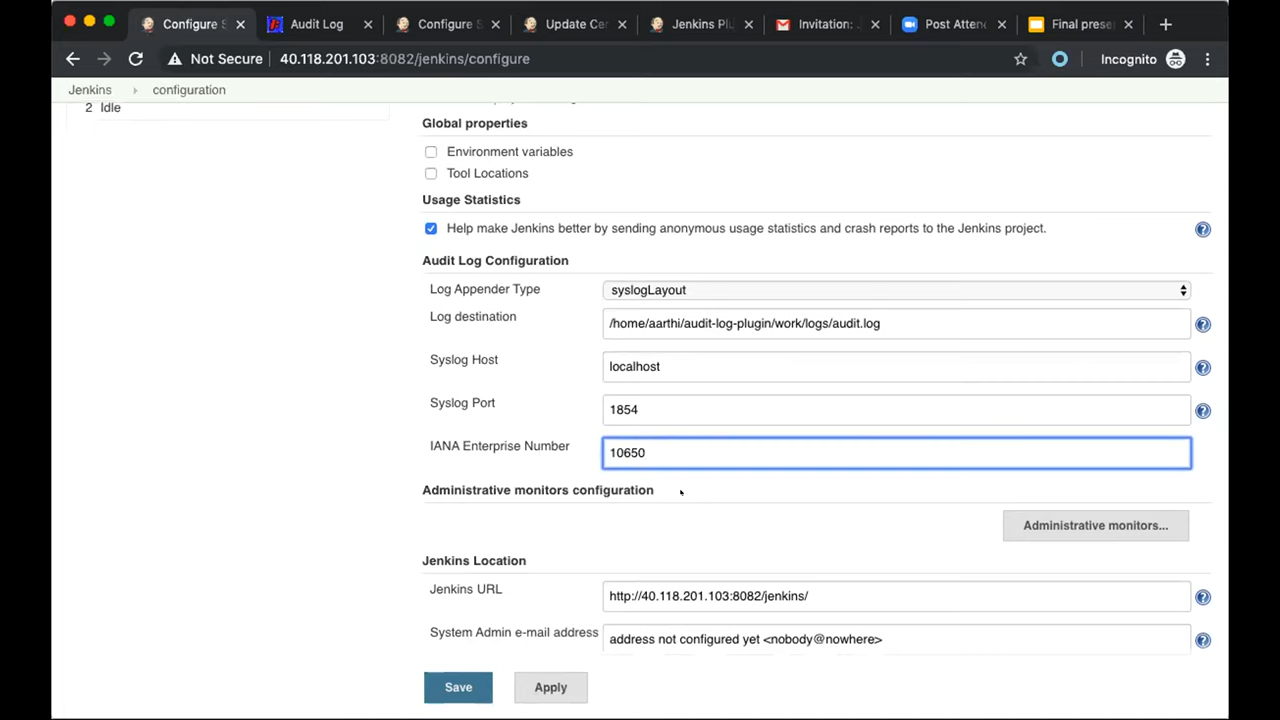 Configure S
Audit Log
Configure S
Update Cer
Jenkins Pl
Invitation:
Post Atten
Final prese
Not Secure
40.118.201.103:8082/jenkins/configure
Incognito
Jenkins
configuration
2 Idle
Global properties
Environment variables
Tool Locations
Usage Statistics
Help make Jenkins better by sending anonymous usage statistics and crash reports to the Jenkins project.
Audit Log Configuration
Log Appender Type
syslogLayout
Log destination
/home/aarthi/audit-log-plugin/work/logs/audit.log
Syslog Host
localhost
Syslog Port
1854
IANA Enterprise Number
10650
Administrative monitors configuration
Administrative monitors...
Jenkins Location
Jenkins URL
http://40.118.201.103:8082/jenkins/
System Admin e-mail address
address not configured yet <nobody@nowhere>
Save
Apply